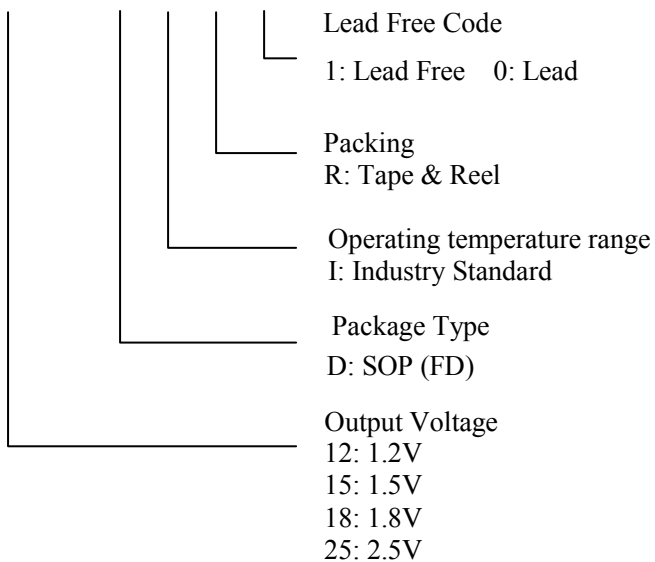 Lead Free Code
1: Lead Free 0: Lead
Packing
R: Tape & Reel
Operating temperature range
I: Industry Standard
Package Type
D: SOP (FD)
Output Voltage
12: 1.2V
15: 1.5V
18: 1.8V
25: 2.5V